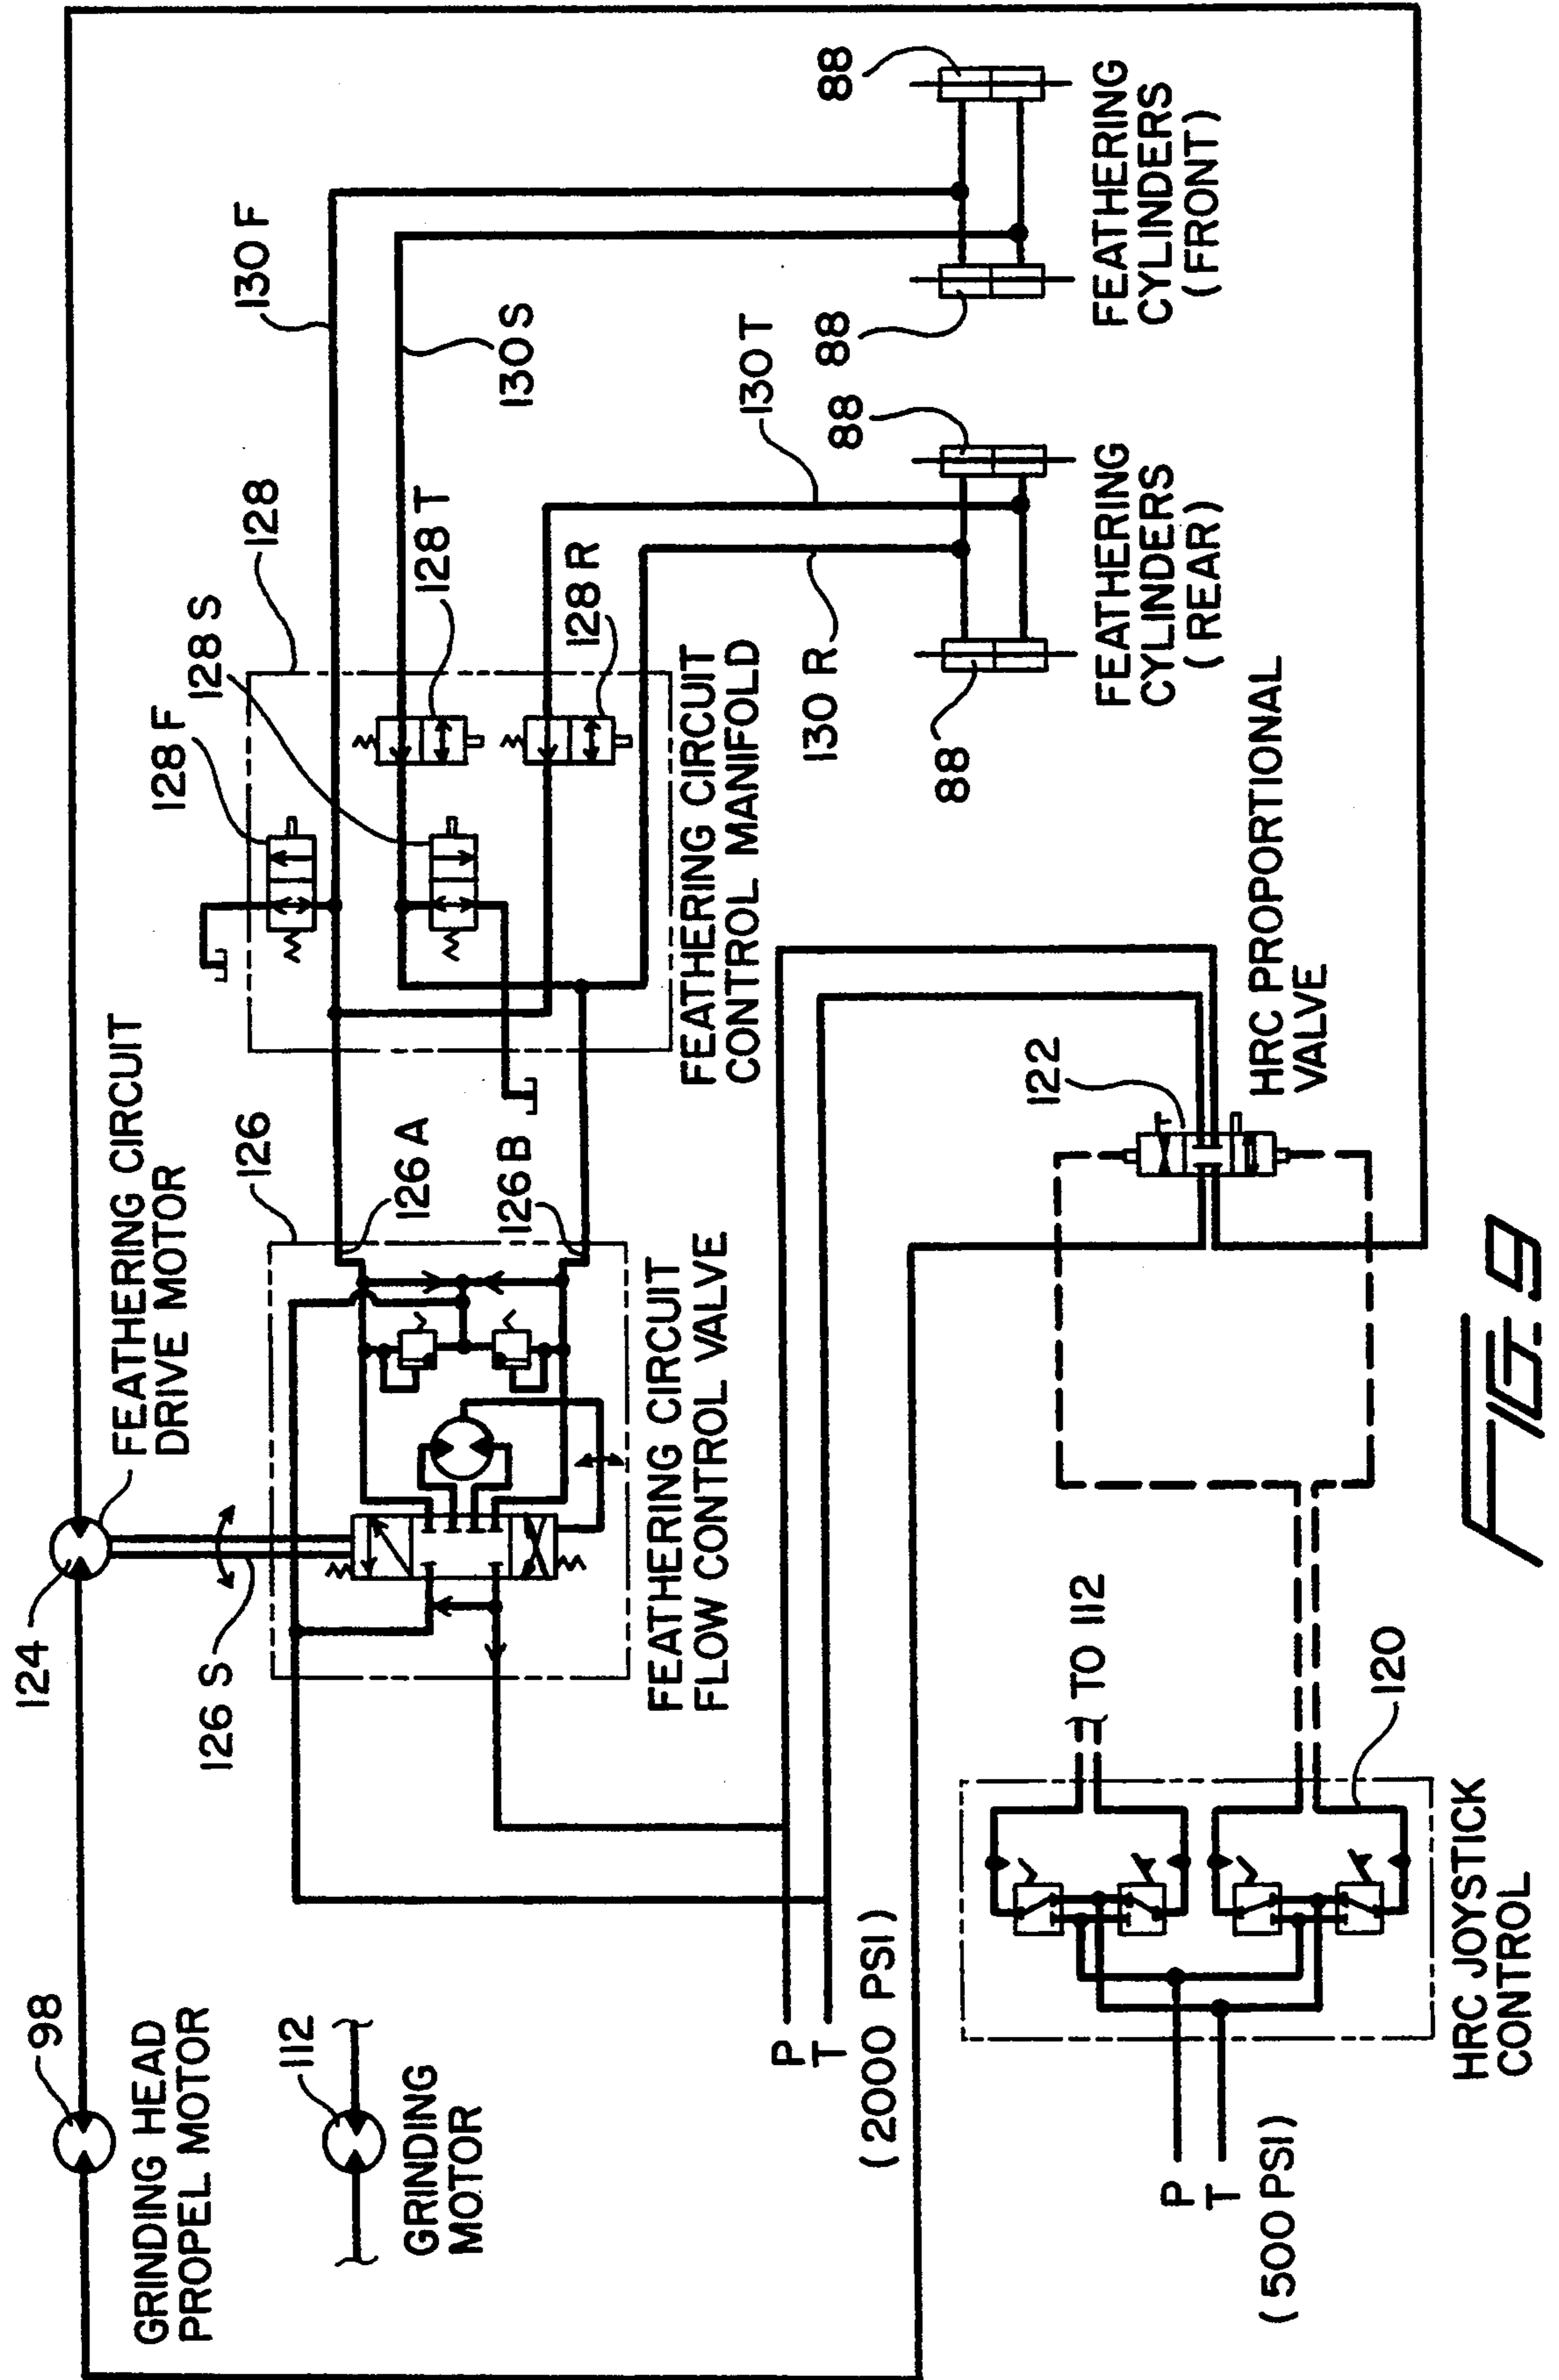 98
GRINDING HEAD
PROPEL MOTOR
112
GRINDING
MOTOR
124
FEATHERING CIRCUIT
DRIVE MOTOR
126 S
126
126 A
126 B
FEATHERING CIRCUIT
FLOW CONTROL VALVE
128 F
128 S
128
128 T
128 R
FEATHERING CIRCUIT
CONTROL MANIFOLD
130 F
130 S
130 T
130 R
88
88
88
88
FEATHERING
CYLINDERS
(REAR)
FEATHERING
CYLINDERS
(FRONT)
P
T
(2000 PSI)
122
HRC PROPORTIONAL
VALVE
TO 112
120
P
T
(500 PSI)
HRC JOYSTICK
CONTROL
FIG. 9